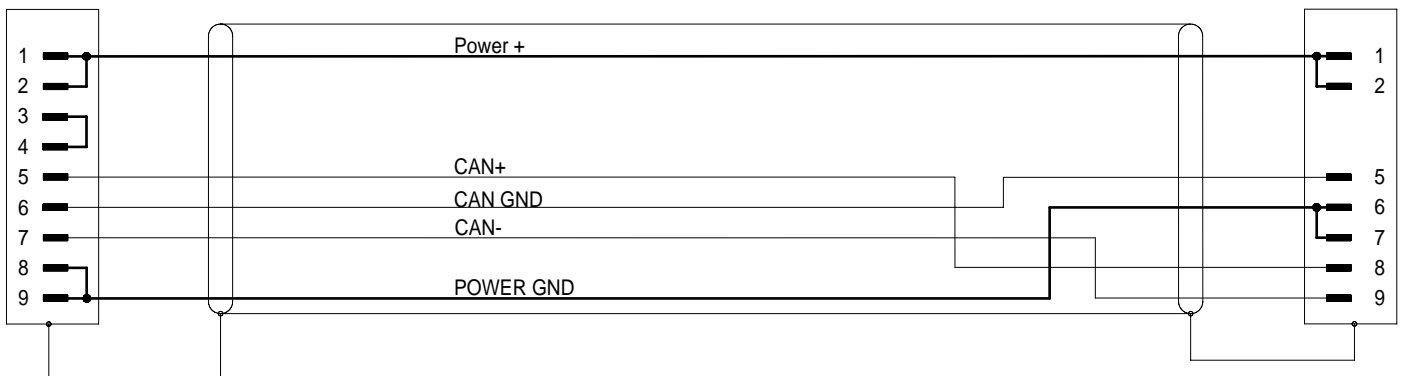 Power +
1 1
2 2
3
4
CAN+
5 5
CAN GND
6 6
CAN-
7 7
8 8
POWER GND
9 9